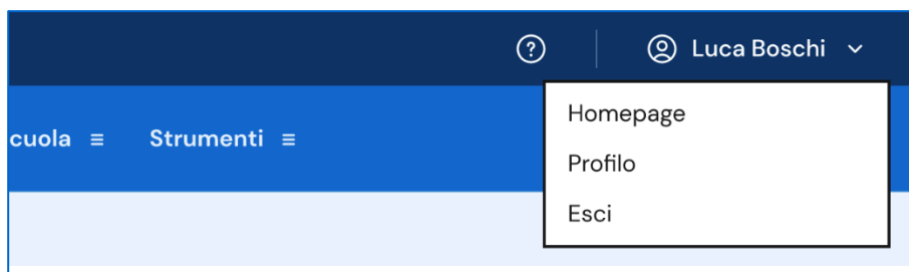 Luca Boschi
cuola Strumenti
Homepage
Profilo
Esci